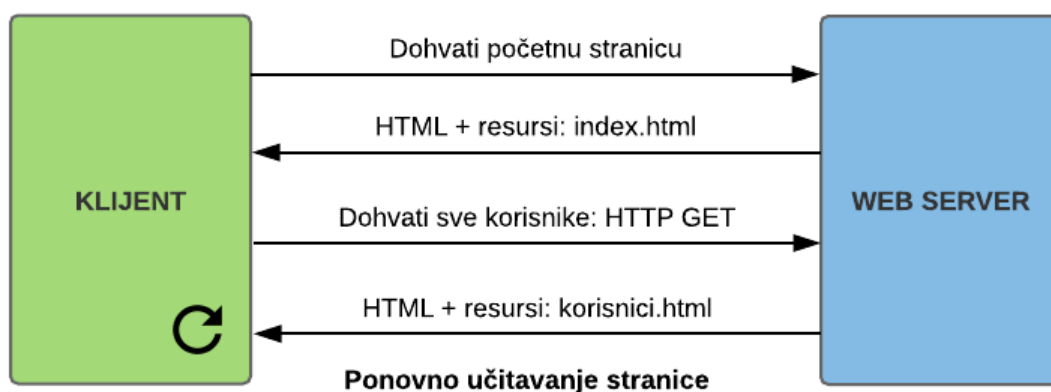 Dohvati početnu stranicu
HTML + resursi: index.html
KLIJENT
WEB SERVER
Dohvati sve korisnike: HTTP GET
HTML + resursi: korisnici.html
Ponovno učitavanje stranice